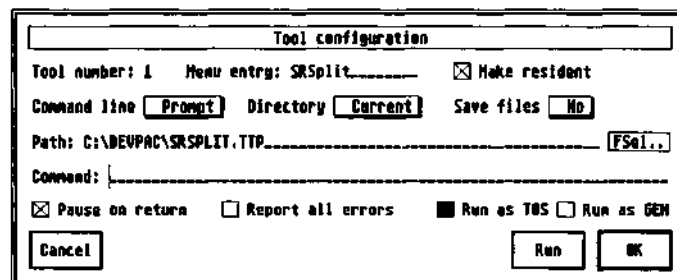 Tool configuration
Tool number: 1 Menu entry: SRSplit Make resident
Command line Prompt Directory Current Save files No
Path: C:\DEVPAC\SRSPLIT.TTP FSel..
Command:
Pause on return Report all errors Run as TOS Run as GEM
Cancel Run OK